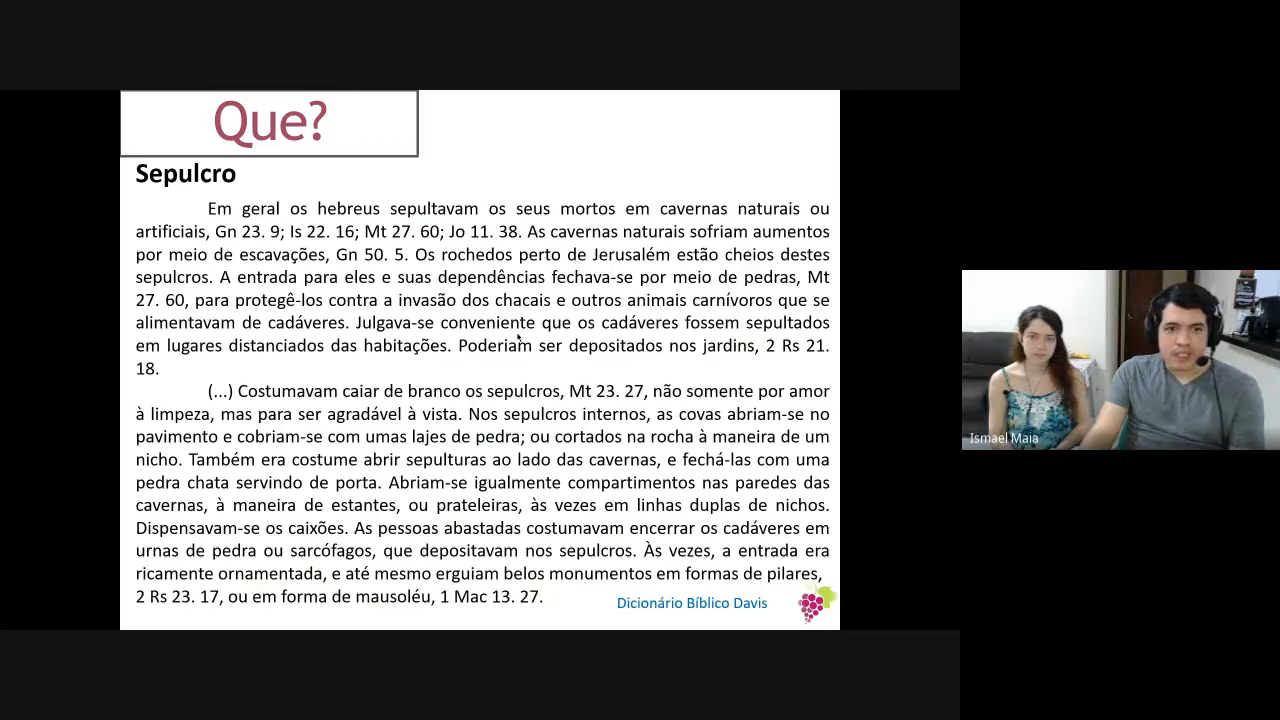 Que?
Sepulcro
Em geral os hebreus sepultavam os seus mortos em cavernas naturais ou
artificiais, Gn 23. 9; Is 22. 16; Mt 27. 60; Jo 11. 38. As cavernas naturais sofriam aumentos
por meio de escavações, Gn 50. 5. Os rochedos perto de Jerusalém estão cheios destes
sepulcros. A entrada para eles e suas dependências fechava-se por meio de pedras, Mt
27. 60, para protegê-los contra a invasão dos chacais e outros animais carnívoros que se
alimentavam de cadáveres. Julgava-se conveniente que os cadáveres fossem sepultados
em lugares distanciados das habitações. Poderiam ser depositados nos jardins, 2 Rs 21.
18.
(...) Costumavam caiar de branco os sepulcros, Mt 23. 27, não somente por amor
à limpeza, mas para ser agradável à vista. Nos sepulcros internos, as covas abriam-se no
pavimento e cobriam-se com umas lajes de pedra; ou cortados na rocha à maneira de um
nicho. Também era costume abrir sepulturas ao lado das cavernas, e fechá-las com uma
pedra chata servindo de porta. Abriam-se igualmente compartimentos nas paredes das
cavernas, à maneira de estantes, ou prateleiras, às vezes em linhas duplas de nichos.
Dispensavam-se os caixões. As pessoas abastadas costumavam encerrar os cadáveres em
urnas de pedra ou sarcófagos, que depositavam nos sepulcros. Às vezes, a entrada era
ricamente ornamentada, e até mesmo erguiam belos monumentos em formas de pilares,
2 Rs 23. 17, ou em forma de mausoléu, 1 Mac 13. 27.
Dicionário Bíblico Davis
Ismael Maia